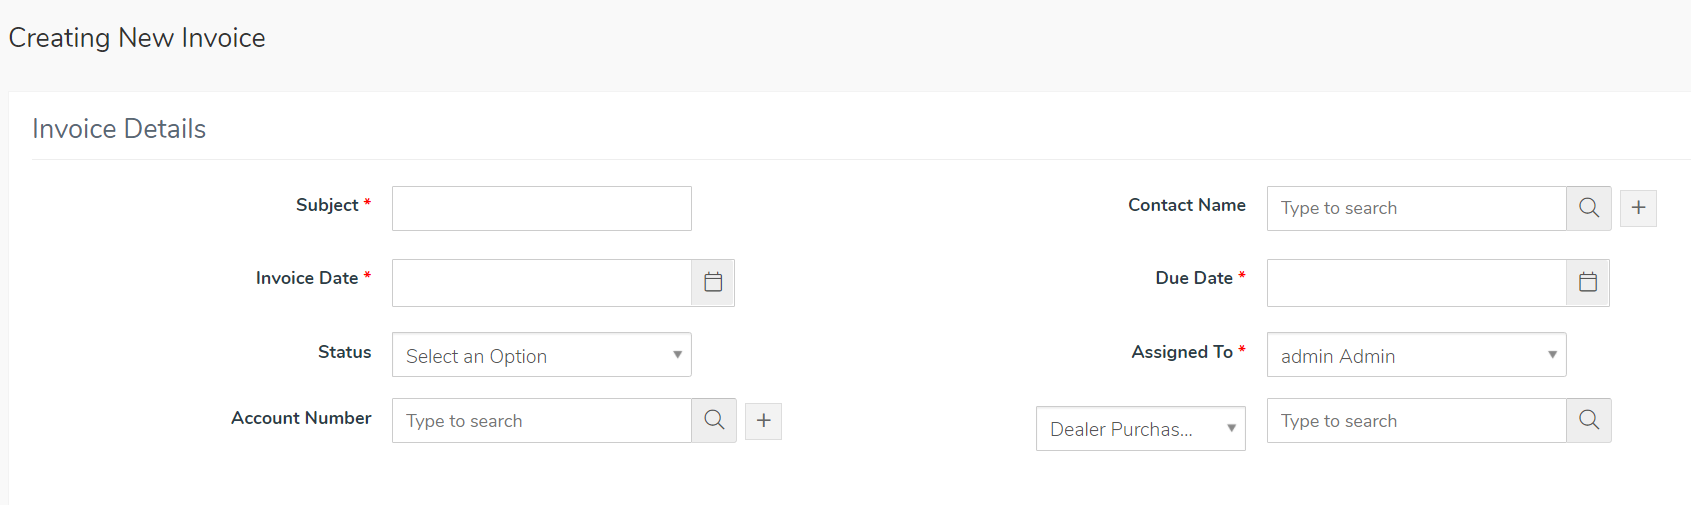 Creating New Invoice
Invoice Details
Subject *
Contact Name Type to search
Invoice Date *
Due Date *
Status Select an Option
Assigned To * admin Admin
Account Number Type to search
Dealer Purchas... Type to search